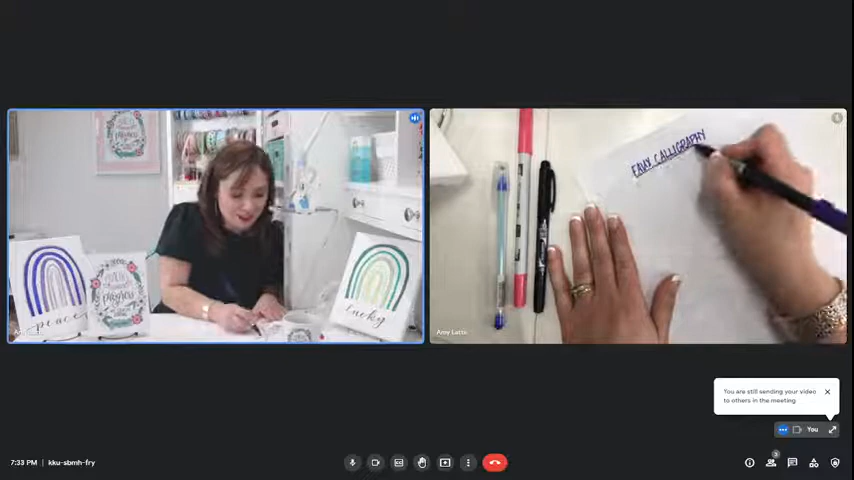 FAUX CALLIGRAPHY
peace
lucky
Amy Latta
You are still sending your video
to others in the meeting
You
7:33 PM | kku-sbmh-fry
3